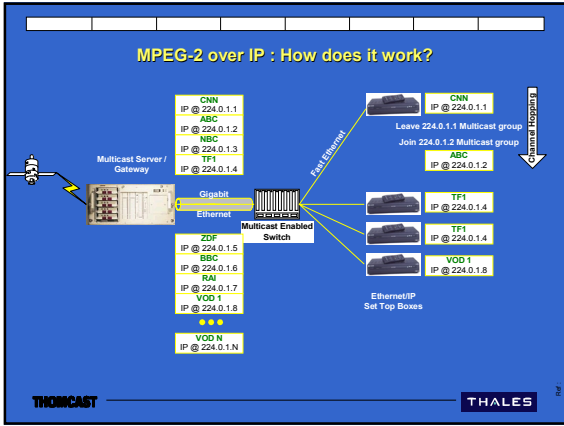 MPEG-2 over IP : How does it work?
CNN
IP @ 224.0.1.1
ABC
IP @ 224.0.1.2
NBC
IP @ 224.0.1.3
TF1
IP @ 224.0.1.4
Multicast Server /
Gateway
Gigabit
Ethernet
Multicast Enabled
Switch
ZDF
IP @ 224.0.1.5
BBC
IP @ 224.0.1.6
RAI
IP @ 224.0.1.7
VOD 1
IP @ 224.0.1.8
VOD N
IP @ 224.0.1.N
Fast Ethernet
CNN
IP @ 224.0.1.1
Leave 224.0.1.1 Multicast group
Join 224.0.1.2 Multicast group
ABC
IP @ 224.0.1.2
Channel Hopping
TF1
IP @ 224.0.1.4
TF1
IP @ 224.0.1.4
VOD 1
IP @ 224.0.1.8
Ethernet/IP
Set Top Boxes
THOMCAST
THALES
Ref :